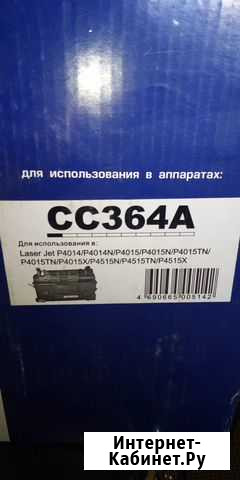 для использования в аппаратах:
CC364A
Для использования в:
Laser Jet P4014/P4014N/P4015/P4015N/P4015TN/
P4015TN/P4015X/P4515N/P4515TN/P4515X
4 690665 005142
Интернет-
Кабинет.Ру